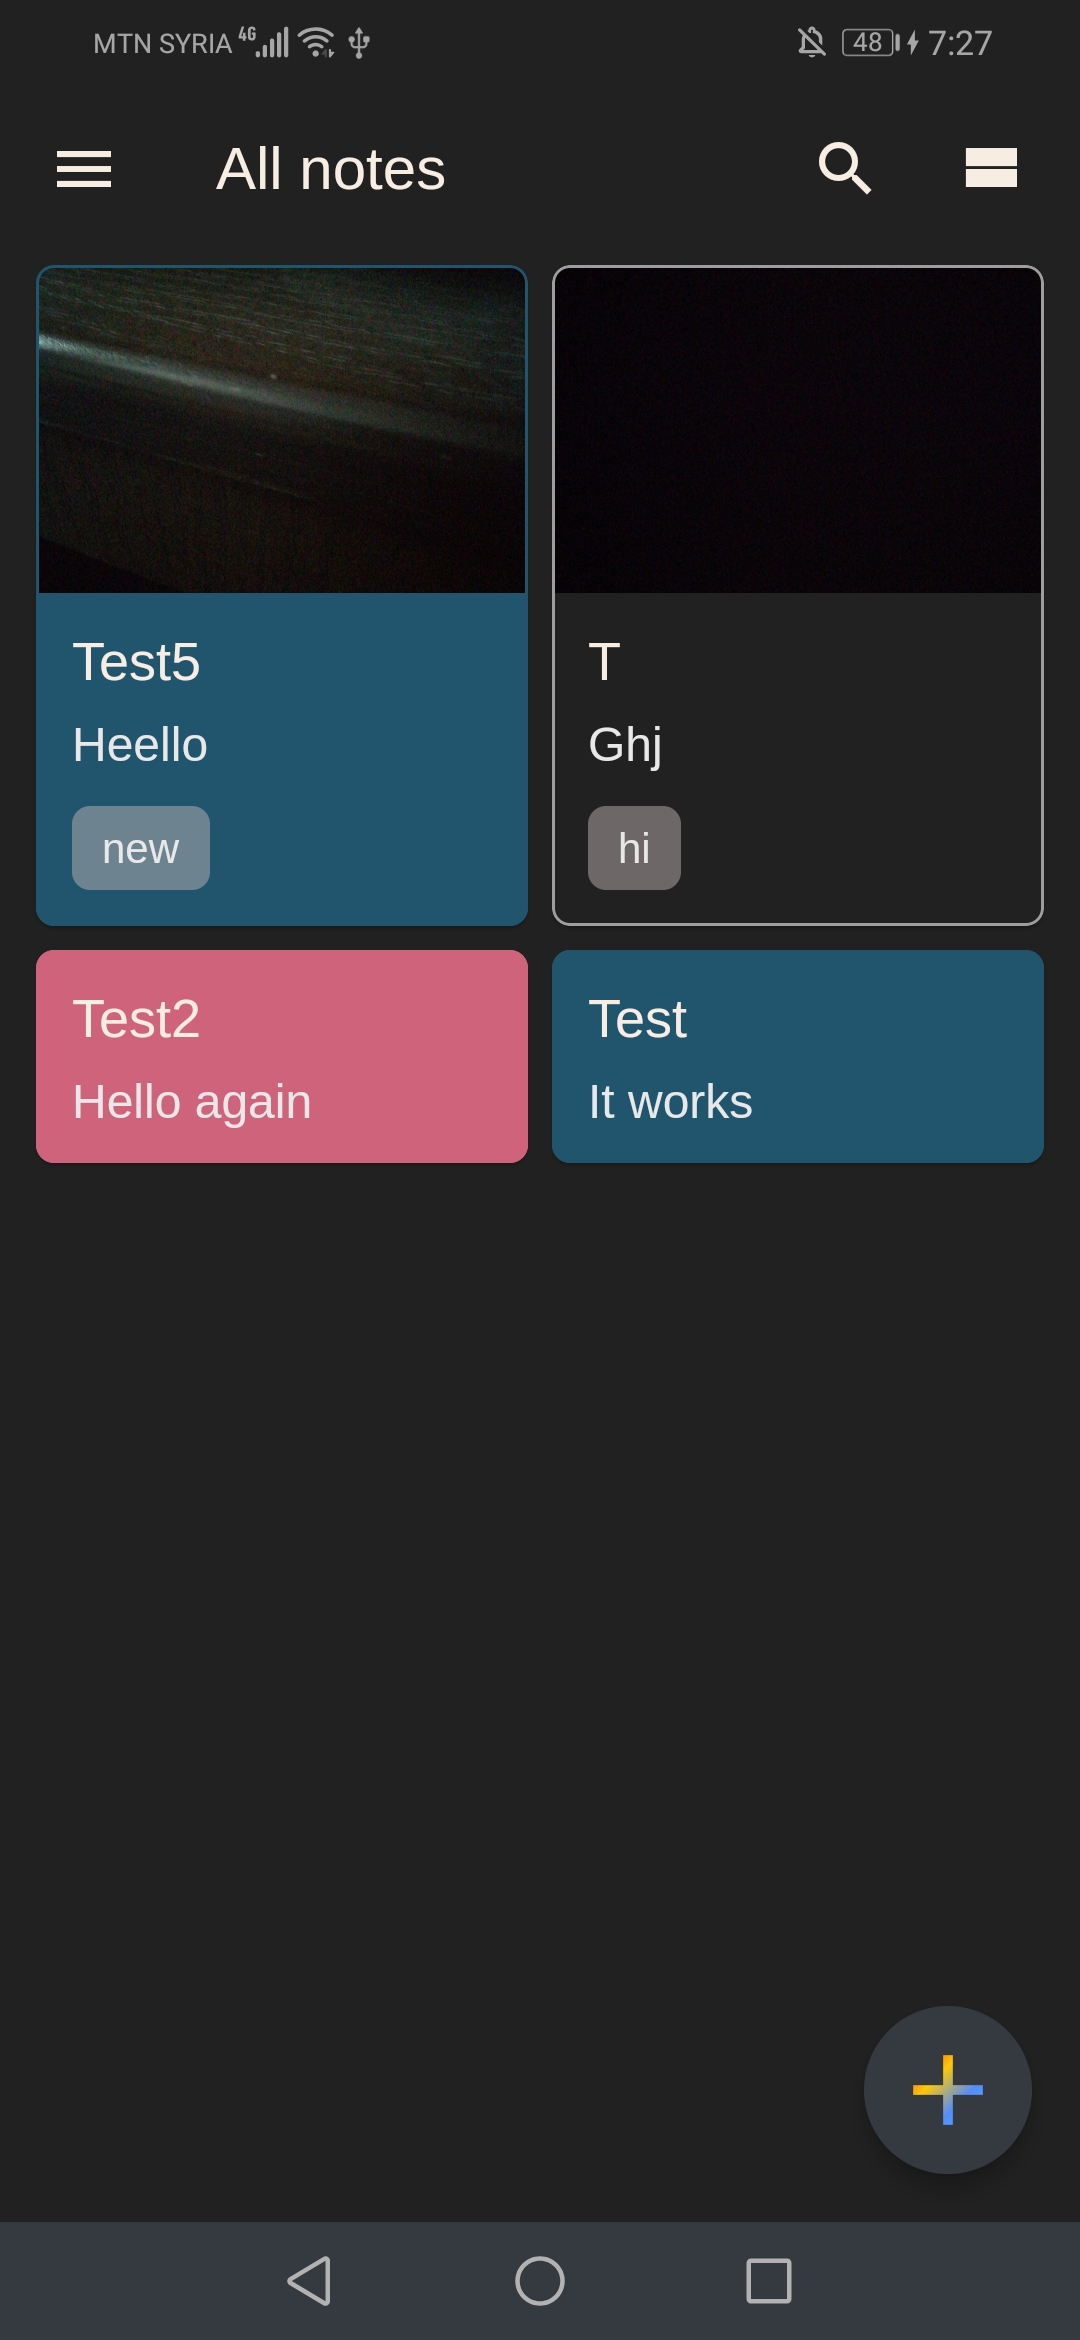 MTN SYRIA 4G 48 7:27
All notes
Test5
Heello
new
T
Ghj
hi
Test2
Hello again
Test
It works